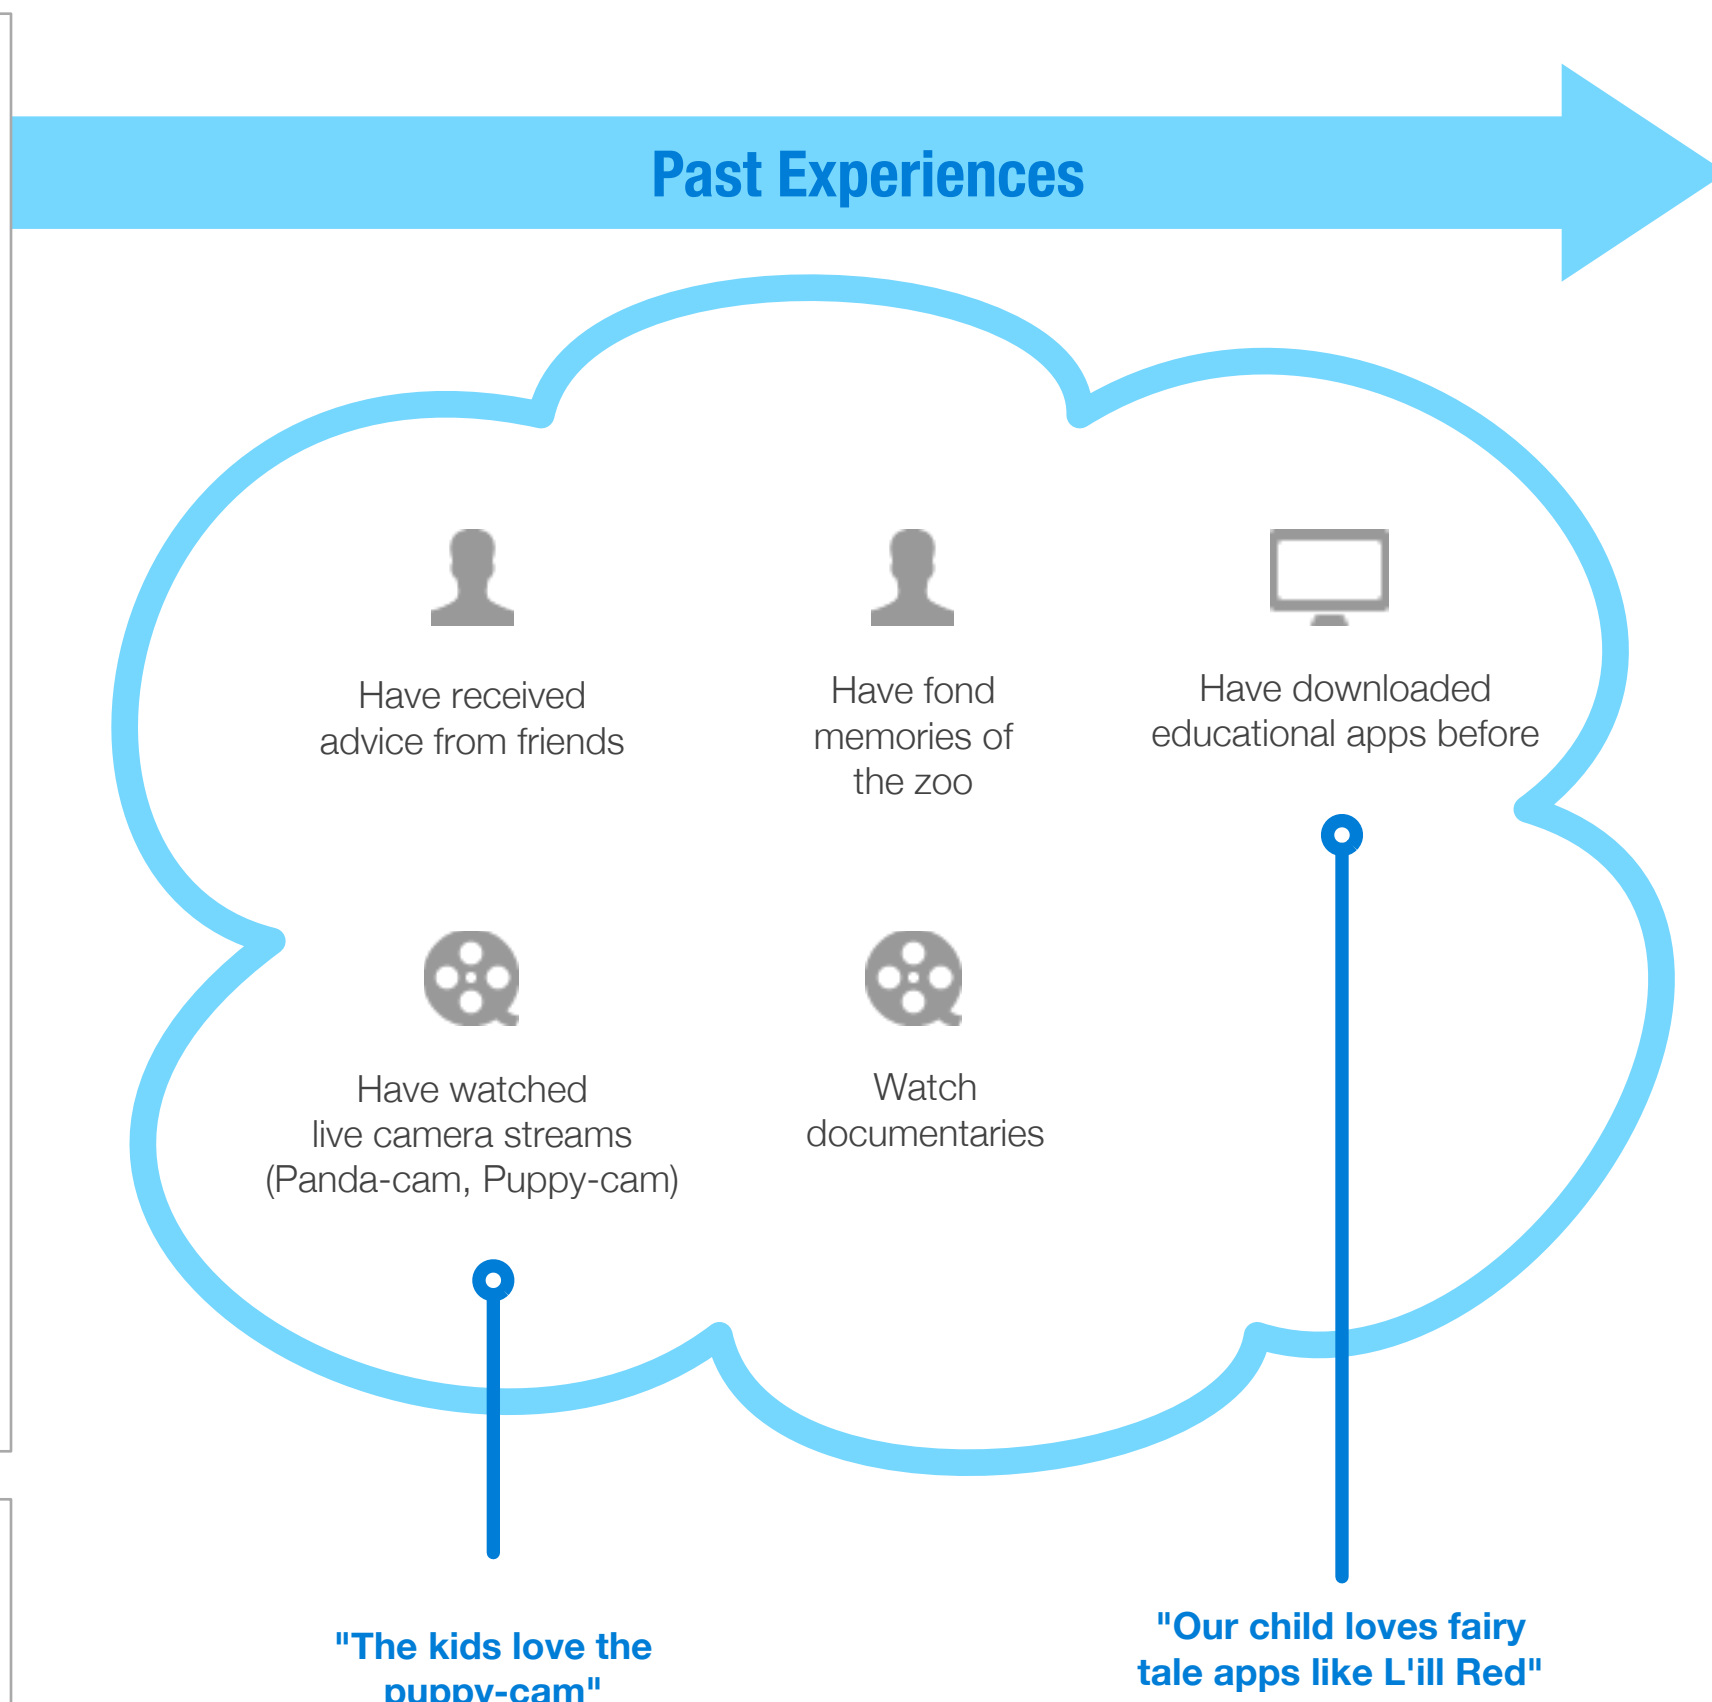 Past Experiences
Have received
advice from friends
Have fond
memories of
the zoo
Have downloaded
educational apps before
Have watched
live camera streams
(Panda-cam, Puppy-cam)
Watch
documentaries
"The kids love the
puppy-cam"
"Our child loves fairy
tale apps like L'ill Red"